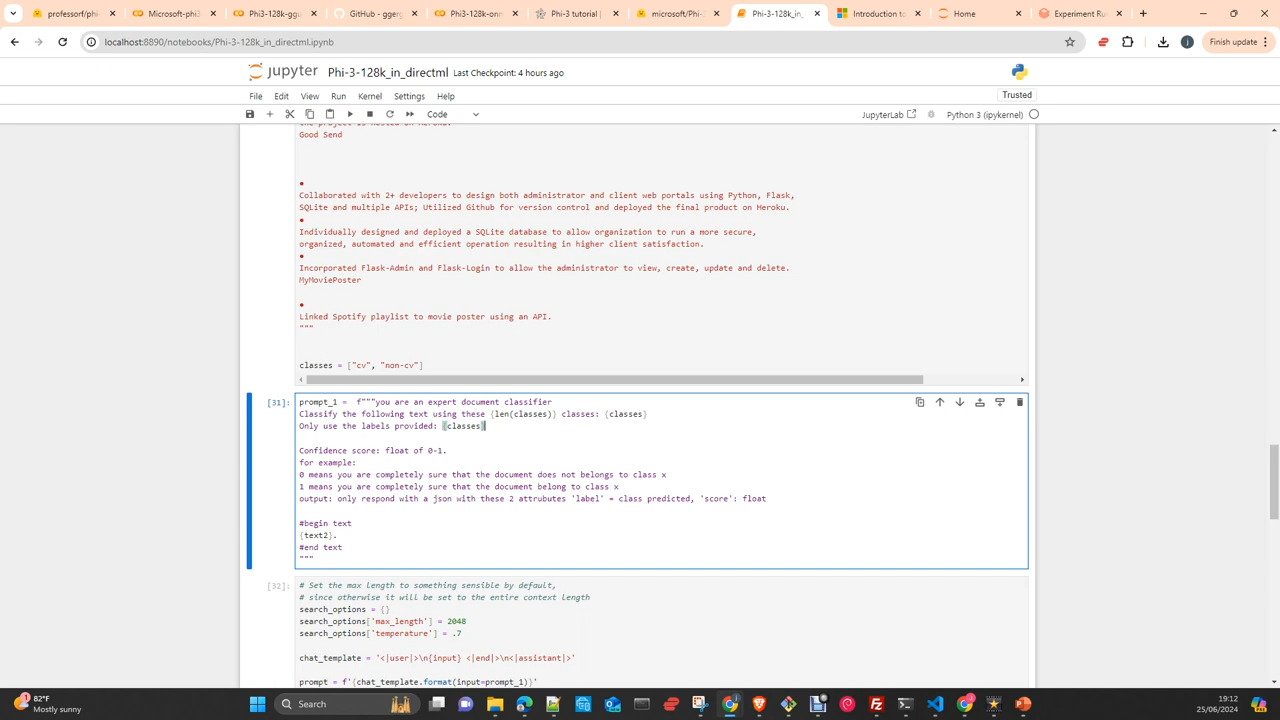 professorf/phi
Microsoft-phi3
Phi3-kit-ggu
GitHub - ggerg
Phi3-128k-onn
Phi-3 tutorial |
microsoft/Phi-3
Phi-3-128k_in_
Introduction to
Home
Experiment Ru
localhost:8890/notebooks/Phi-3-128k_in_directml.ipynb
j
Finish update
jupyter Phi-3-128k_in_directml Last Checkpoint: 4 hours ago
File Edit View Run Kernel Settings Help
Trusted
Code
JupyterLab
Python 3 (ipykernel)
Good Send
•
Collaborated with 2+ developers to design both administrator and client web portals using Python, Flask,
SQLite and multiple APIs; Utilized Github for version control and deployed the final product on Heroku.
•
Individually designed and deployed a SQLite database to allow organization to run a more secure,
organized, automated and efficient operation resulting in higher client satisfaction.
•
Incorporated Flask-Admin and Flask-Login to allow the administrator to view, create, update and delete.
MyMoviePoster
•
Linked Spotify playlist to movie poster using an API.
"""
classes = ["cv", "non-cv"]
[31]:
prompt_1 = f"""you are an expert document classifier
Classify the following text using these {len(classes)} classes: {classes}
Only use the labels provided: {classes}
Confidence score: float of 0-1.
for example:
0 means you are completely sure that the document does not belongs to class x
1 means you are completely sure that the document belong to class x
output: only respond with a json with these 2 attrubutes 'label' = class predicted, 'score': float
#begin text
{text2}.
#end text
"""
[32]:
# Set the max length to something sensible by default,
# since otherwise it will be set to the entire context length
search_options = {}
search_options['max_length'] = 2048
search_options['temperature'] = .7
chat_template = '<|user|>\n{input} <|end|>\n<|assistant|>'
prompt = f'{chat_template.format(input=prompt_1)}'
82°F
Mostly sunny
Search
19:12
25/06/2024